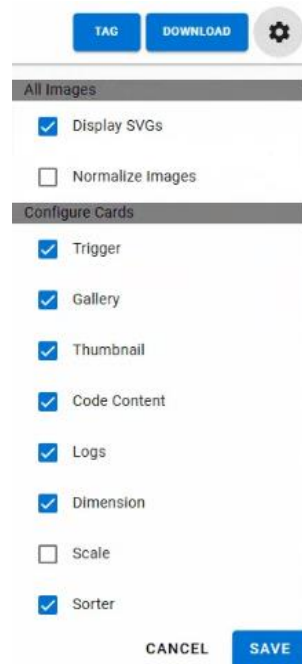 TAG DOWNLOAD
All Images
Display SVGs
Normalize Images
Configure Cards
Trigger
Gallery
Thumbnail
Code Content
Logs
Dimension
Scale
Sorter
CANCEL SAVE